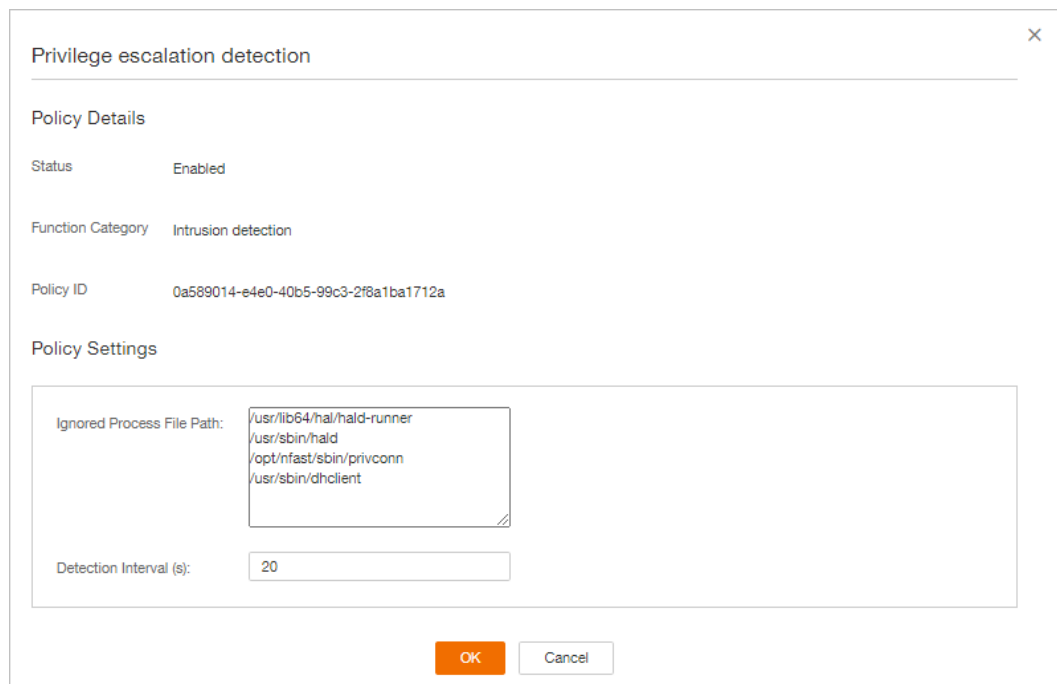 Privilege escalation detection
Policy Details
Status Enabled
Function Category Intrusion detection
Policy ID 0a589014-e4e0-40b5-99c3-2f8a1ba1712a
Policy Settings
Ignored Process File Path: /usr/lib64/hal/hald-runner
/usr/sbin/hald
/opt/nfast/sbin/privconn
/usr/sbin/dhclient
Detection Interval (s): 20
OK Cancel